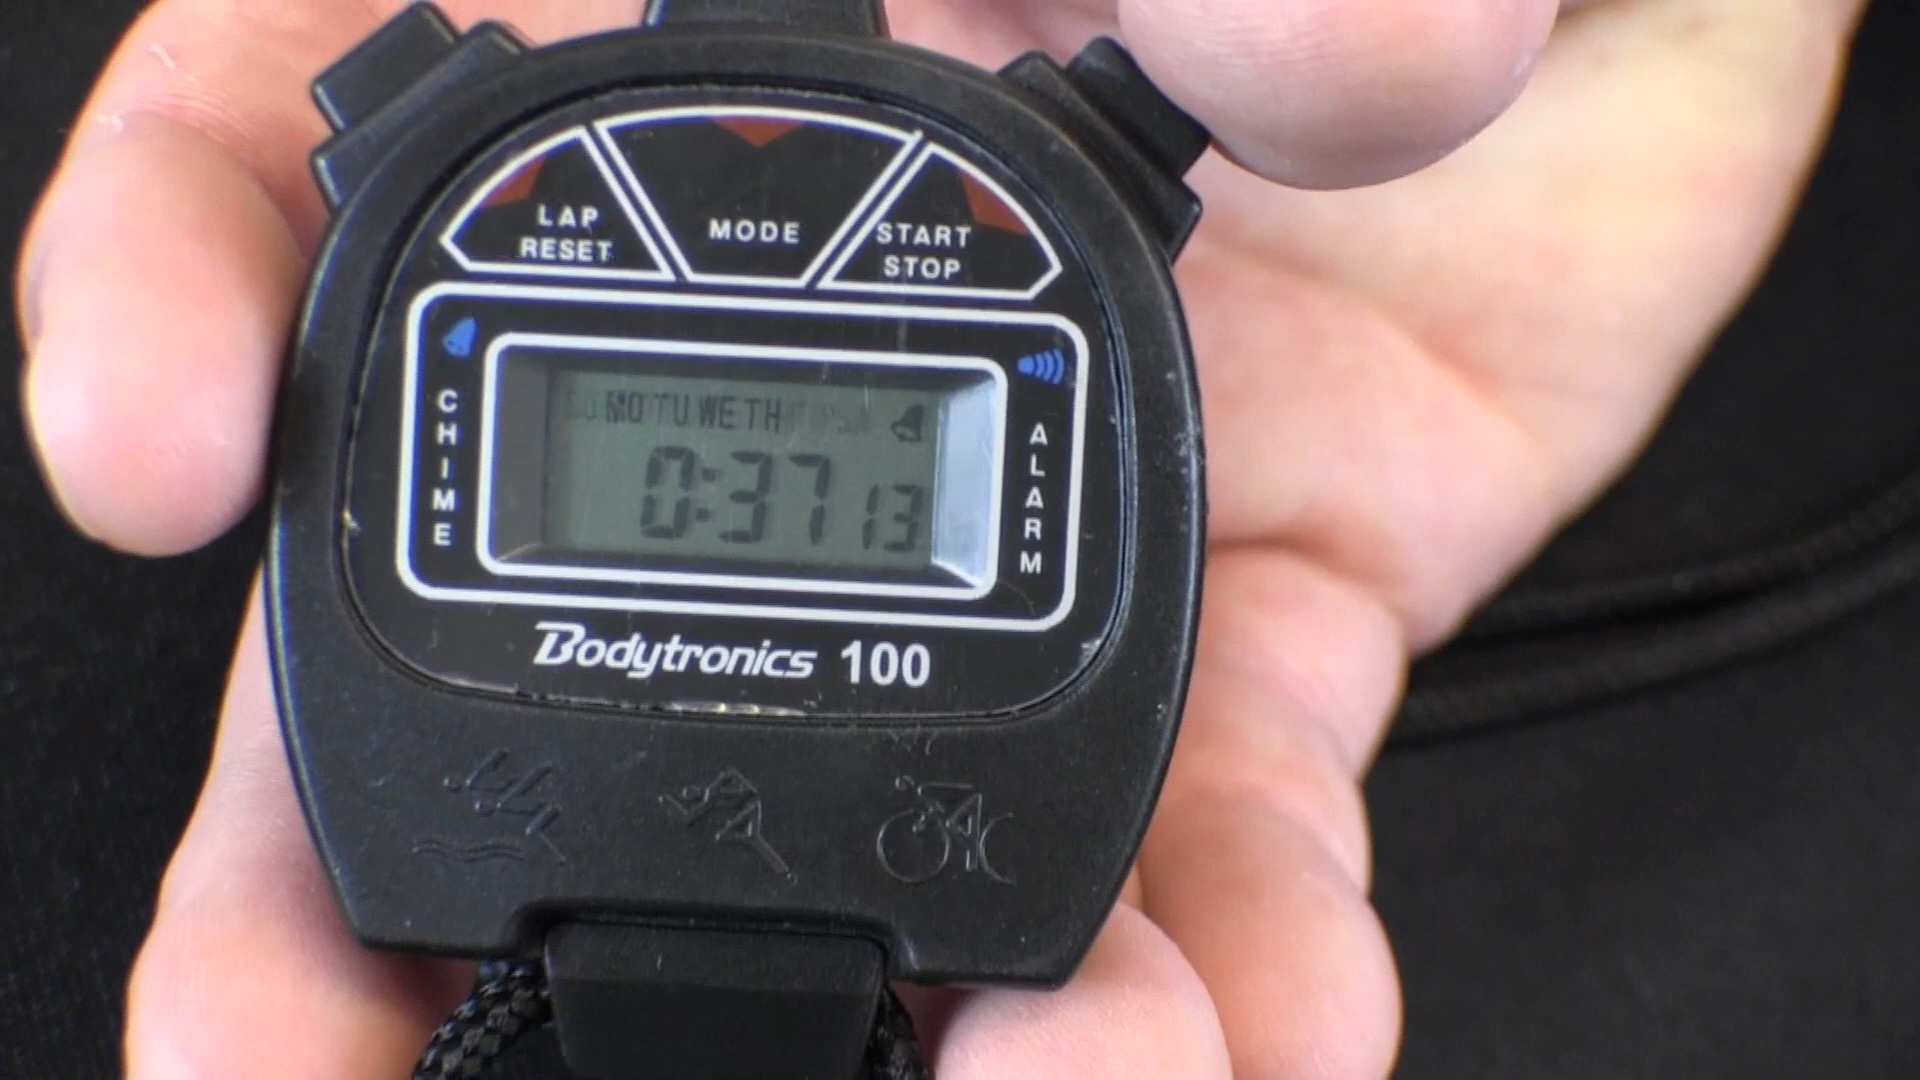 LAP
RESET
MODE
START
STOP
CHIME
MO TU WE TH
0:37 13
ALARM
Bodytronics 100